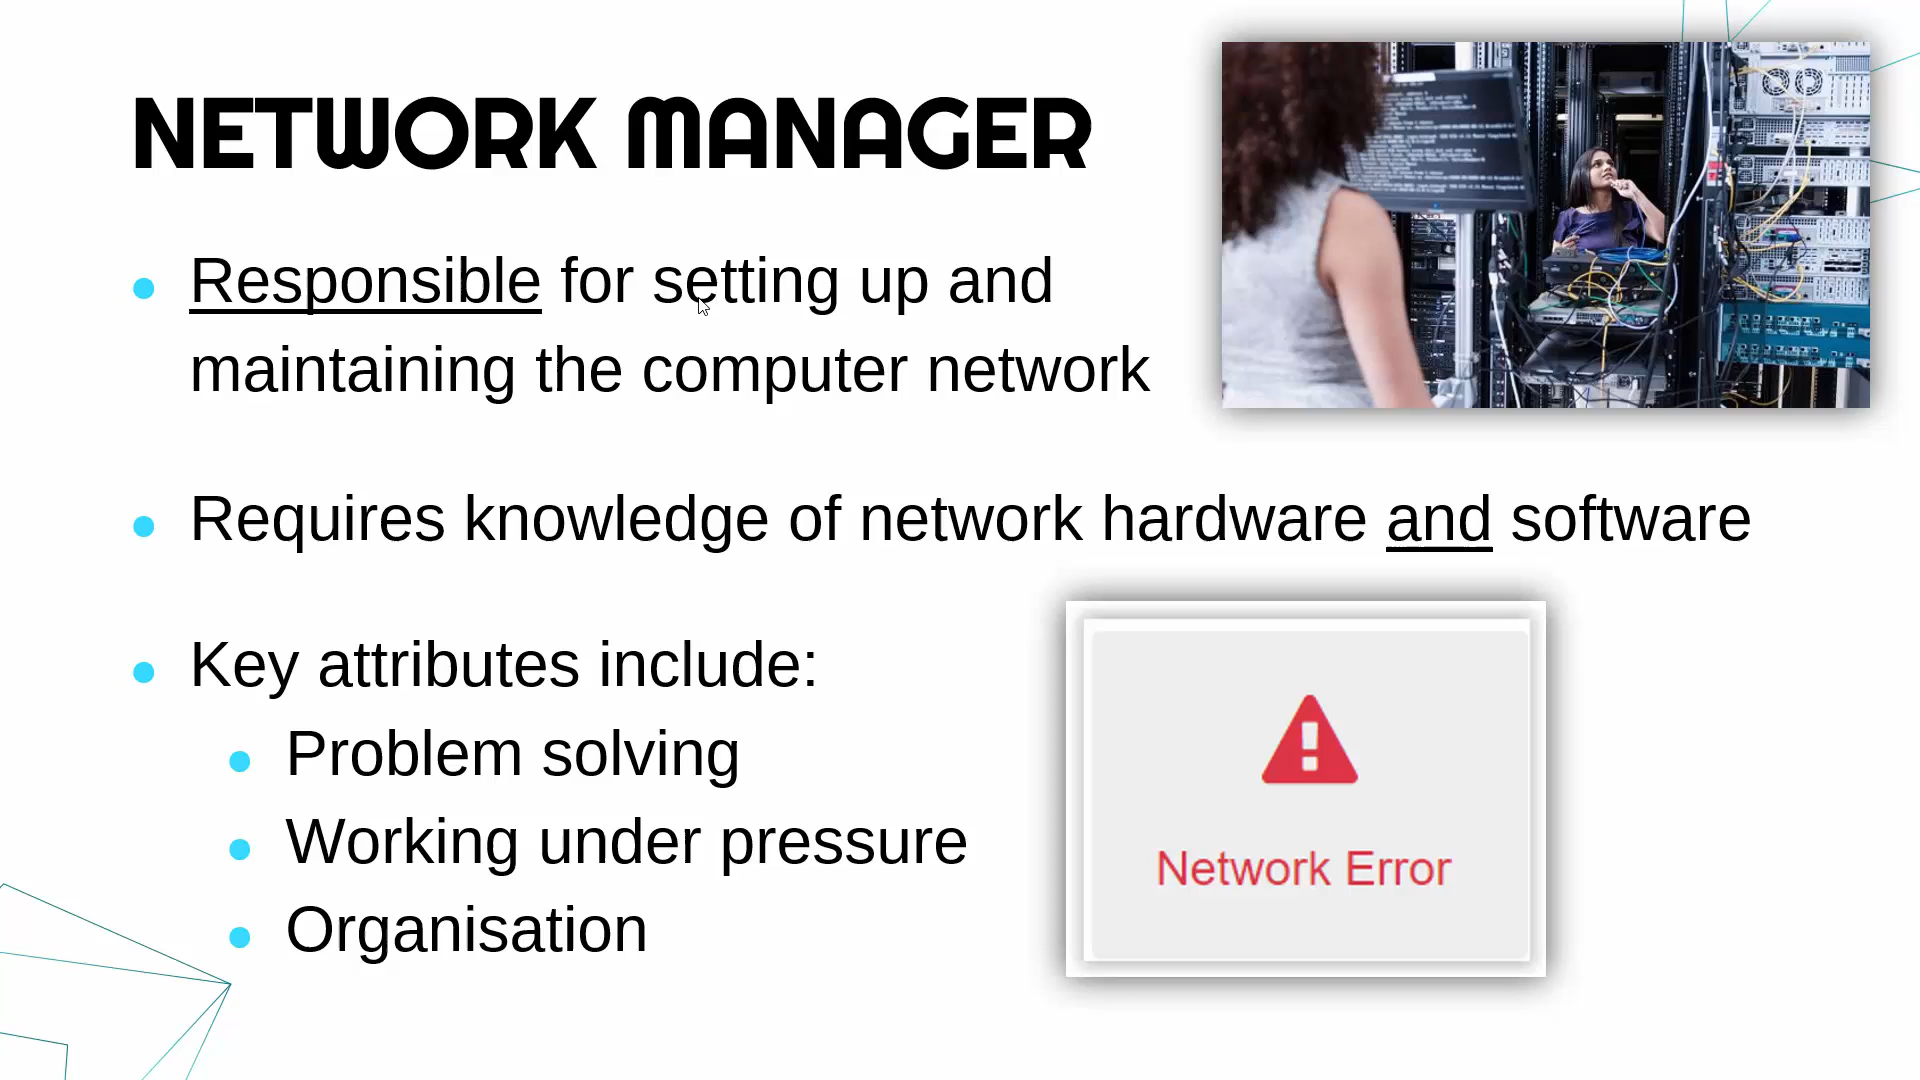 NETWORK MANAGER
Responsible for setting up and
maintaining the computer network
Requires knowledge of network hardware and software
Key attributes include:
Problem solving
Working under pressure
Organisation
Network Error